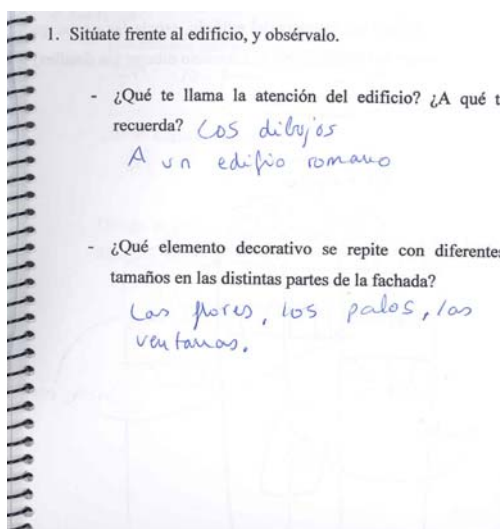 1. Sitúate frente al edificio, y obsérvalo.
- ¿Qué te llama la atención del edificio? ¿A qué t
recuerda? Los dibujos
A un edifio romano
- ¿Qué elemento decorativo se repite con diferentes
tamaños en las distintas partes de la fachada?
Las flores, los palos, las
ventanas.